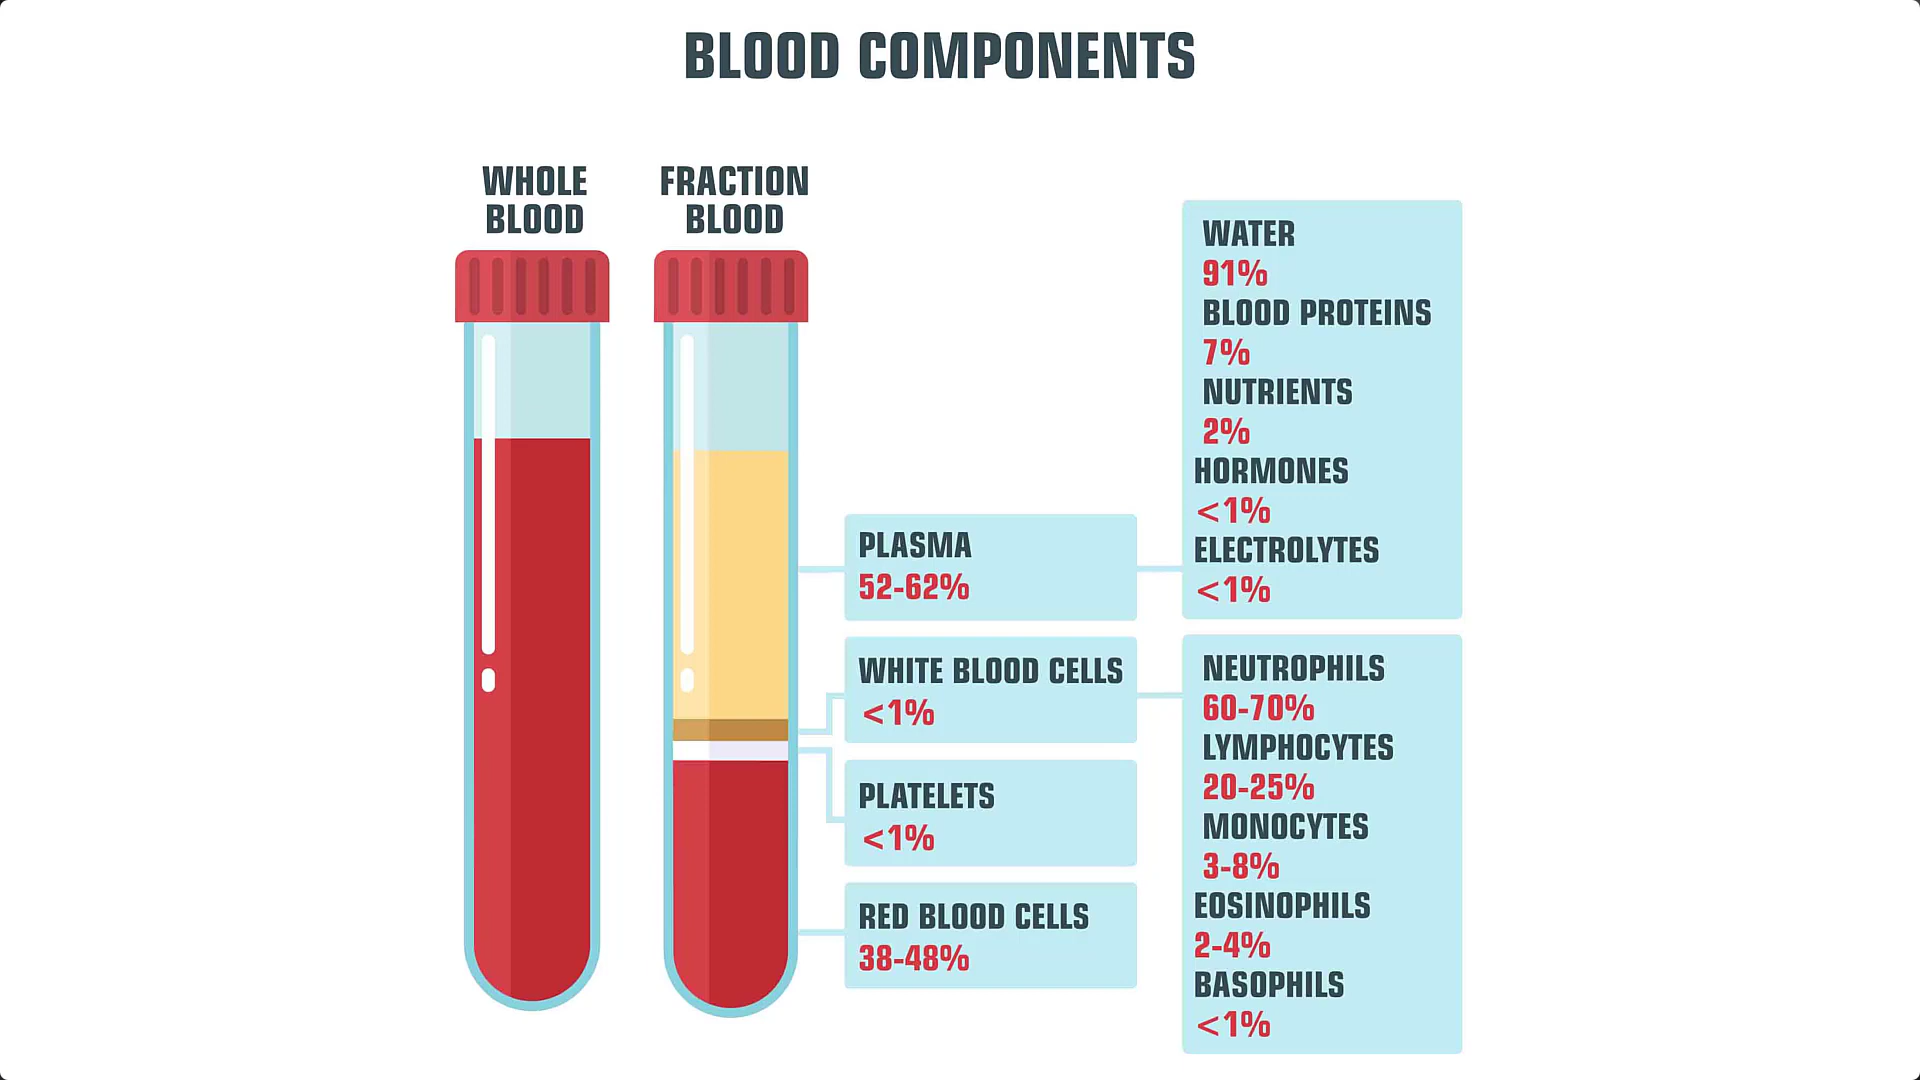 BLOOD COMPONENTS
WHOLE
BLOOD
FRACTION
BLOOD
PLASMA
52-62%
WHITE BLOOD CELLS
<1%
PLATELETS
<1%
RED BLOOD CELLS
38-48%
WATER
91%
BLOOD PROTEINS
7%
NUTRIENTS
2%
HORMONES
<1%
ELECTROLYTES
<1%
NEUTROPHILS
60-70%
LYMPHOCYTES
20-25%
MONOCYTES
3-8%
EOSINOPHILS
2-4%
BASOPHILS
<1%